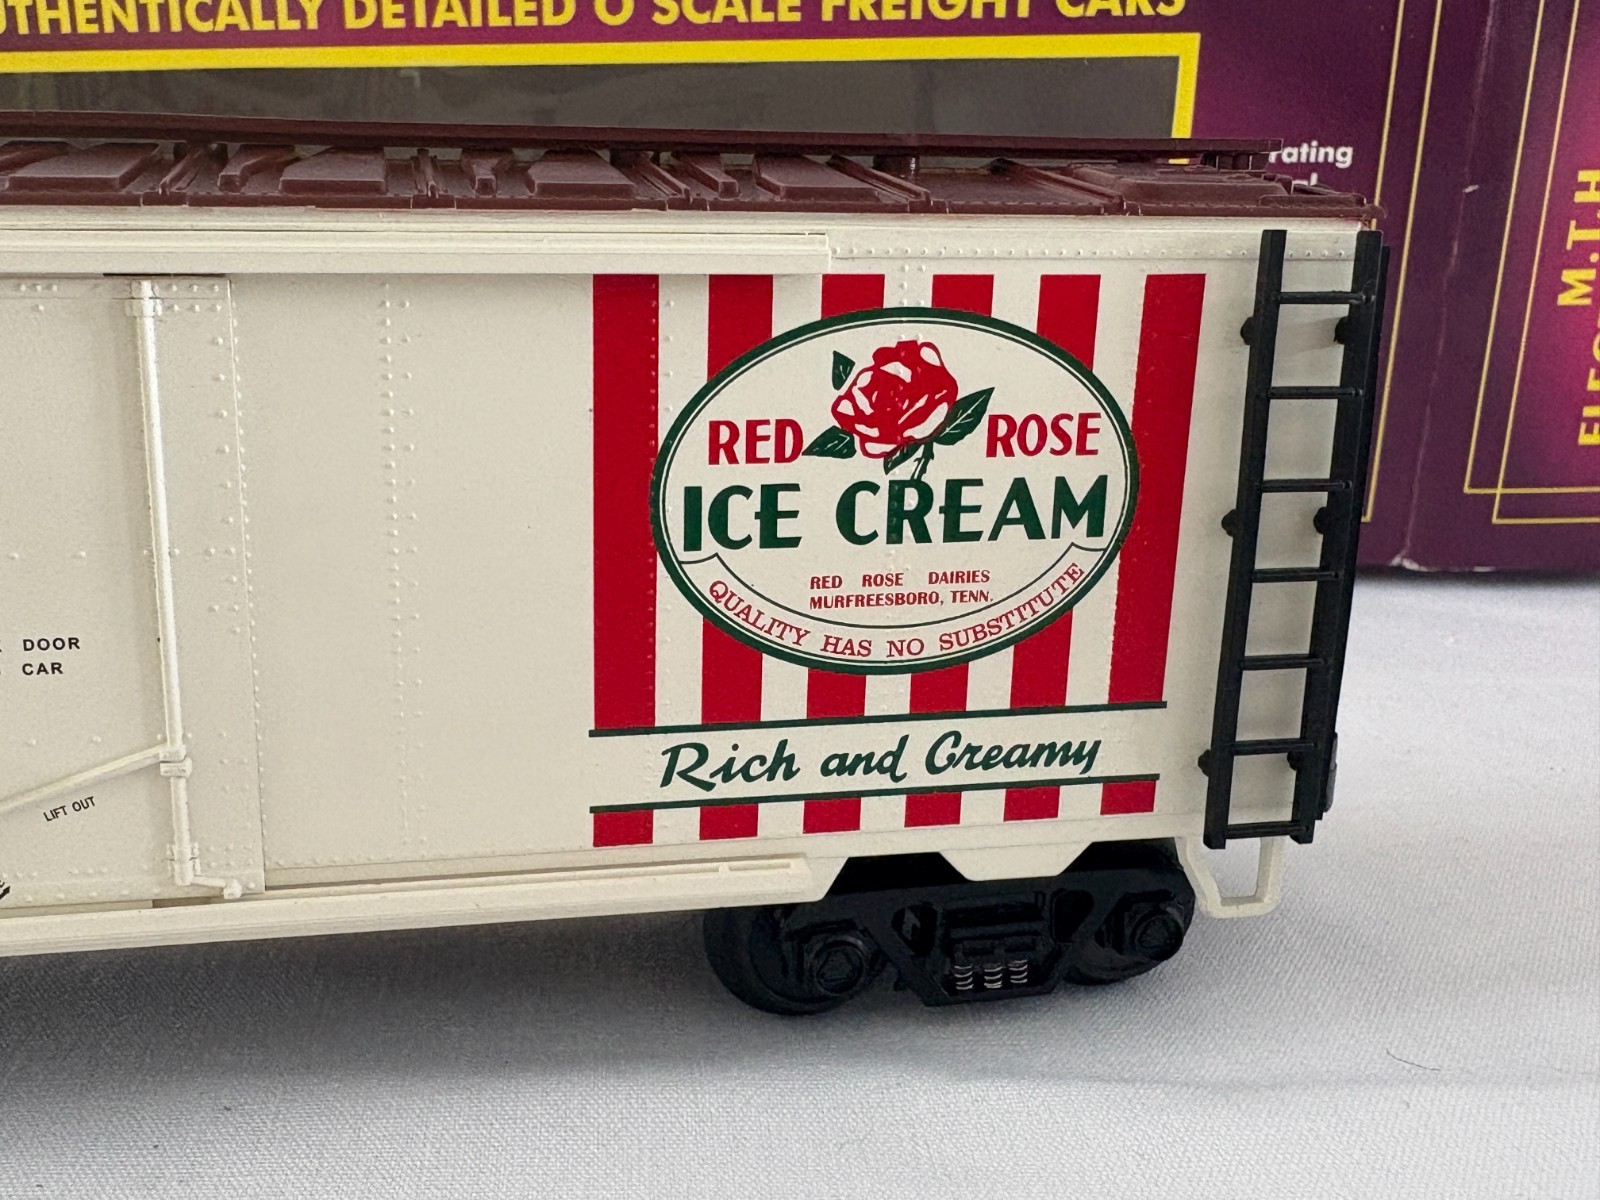 AUTHENTICALLY DETAILED O SCALE FREIGHT CARS
rating
M.T.H
RED ROSE
ICE CREAM
RED ROSE DAIRIES
MURFREESBORO, TENN.
QUALITY HAS NO SUBSTITUTE
Rich and Creamy
DOOR
CAR
LIFT OUT